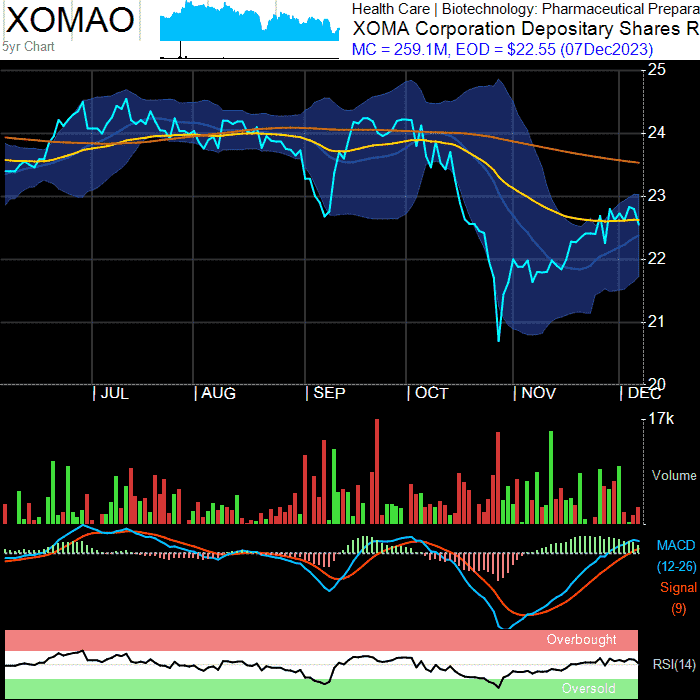 XOMAO
5yr Chart
Health Care | Biotechnology: Pharmaceutical Prepara
XOMA Corporation Depositary Shares R
MC = 259.1M, EOD = $22.55 (07Dec2023)
25
24
23
22
21
20
| JUL
| AUG
| SEP
| OCT
| NOV
| DEC
17k
Volume
MACD
(12-26)
Signal
(9)
Overbought
RSI(14)
Oversold